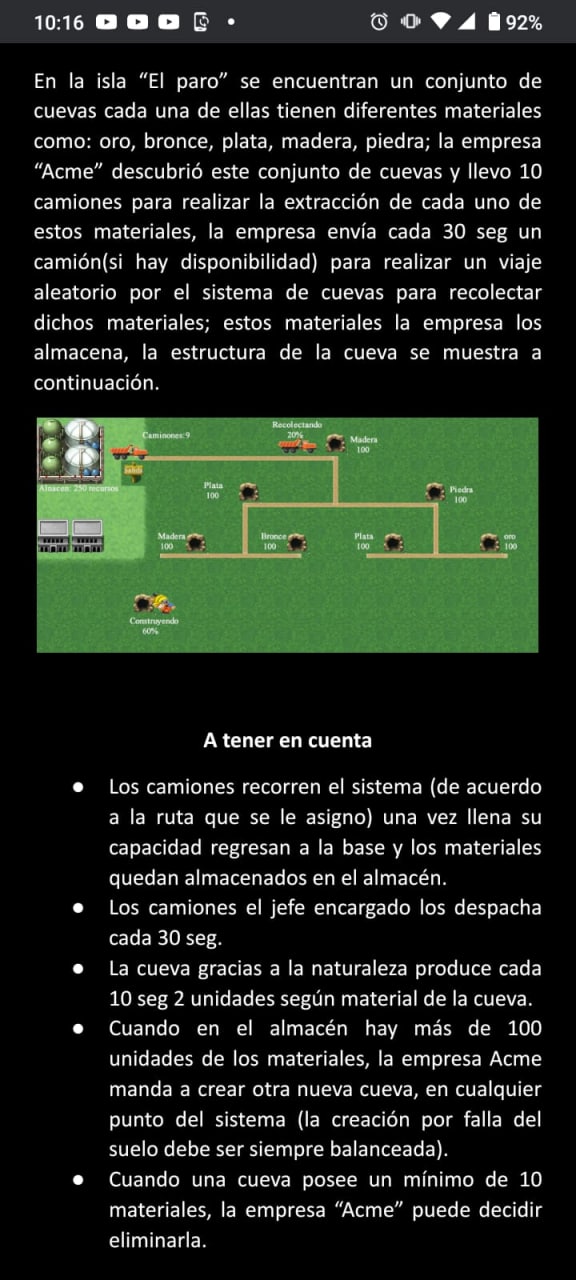 10:16
92%
En la isla “El paro” se encuentran un conjunto de
cuevas cada una de ellas tienen diferentes materiales
como: oro, bronce, plata, madera, piedra; la empresa
“Acme” descubrió este conjunto de cuevas y llevo 10
camiones para realizar la extracción de cada uno de
estos materiales, la empresa envía cada 30 seg un
camión(si hay disponibilidad) para realizar un viaje
aleatorio por el sistema de cuevas para recolectar
dichos materiales; estos materiales la empresa los
almacena, la estructura de la cueva se muestra a
continuación.
Recolectando
20%
Caminones:9
Madera
100
Almacen: 250 recursos
Plata
100
Piedra
100
Madera
100
Bronce
100
Plata
100
oro
100
Construyendo
60%
A tener en cuenta
● Los camiones recorren el sistema (de acuerdo
a la ruta que se le asigno) una vez llena su
capacidad regresan a la base y los materiales
quedan almacenados en el almacén.
● Los camiones el jefe encargado los despacha
cada 30 seg.
● La cueva gracias a la naturaleza produce cada
10 seg 2 unidades según material de la cueva.
● Cuando en el almacén hay más de 100
unidades de los materiales, la empresa Acme
manda a crear otra nueva cueva, en cualquier
punto del sistema (la creación por falla del
suelo debe ser siempre balanceada).
● Cuando una cueva posee un mínimo de 10
materiales, la empresa “Acme” puede decidir
eliminarla.